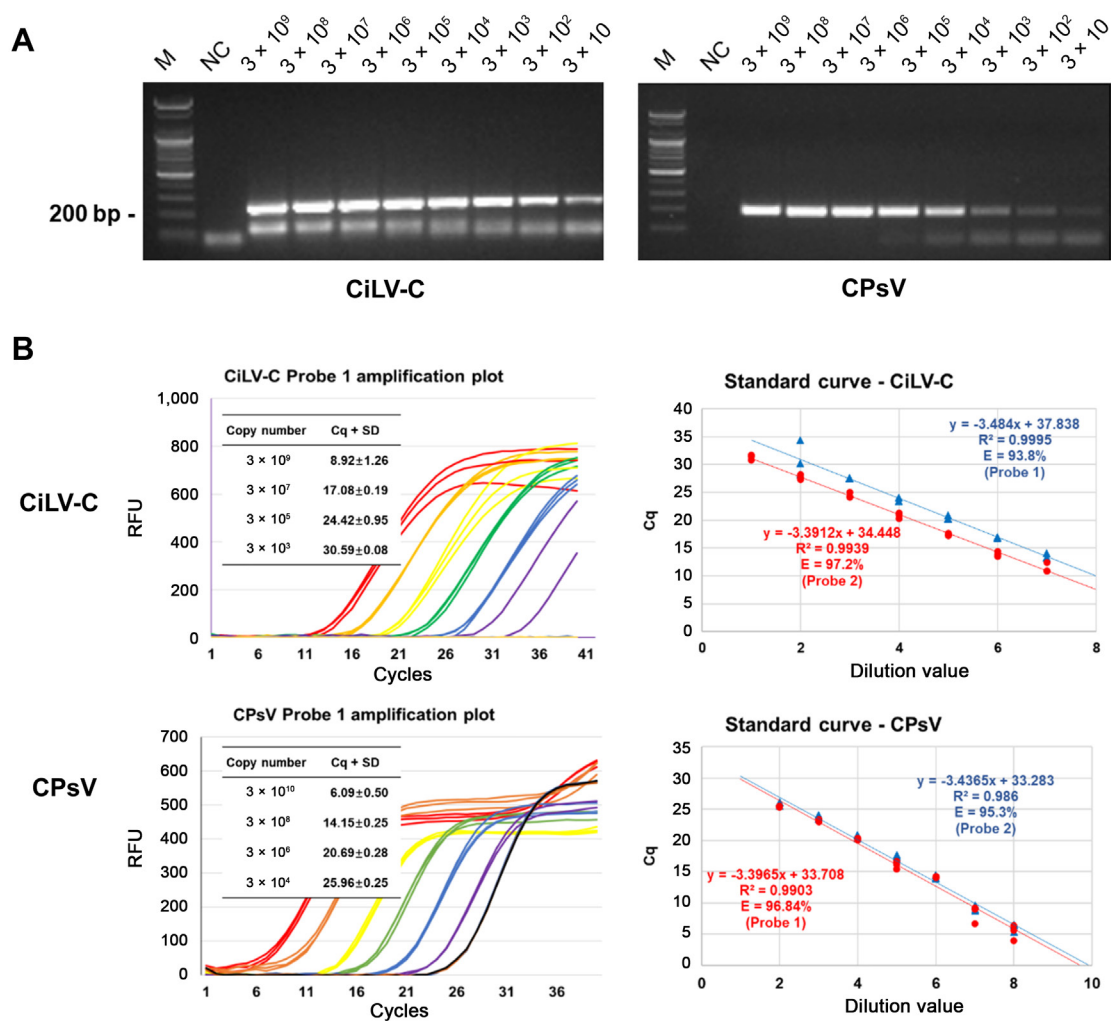 A
M NC 3 × 10⁹ 3 × 10⁸ 3 × 10⁷ 3 × 10⁶ 3 × 10⁵ 3 × 10⁴ 3 × 10³ 3 × 10² 3 × 10
M NC 3 × 10⁹ 3 × 10⁸ 3 × 10⁷ 3 × 10⁶ 3 × 10⁵ 3 × 10⁴ 3 × 10³ 3 × 10² 3 × 10
200 bp -
CiLV-C
CPsV
B
CiLV-C
CiLV-C Probe 1 amplification plot
1,000
800
600
400
200
0
RFU
Copy number Cq + SD
3 × 10⁹ 8.92±1.26
3 × 10⁷ 17.08±0.19
3 × 10⁵ 24.42±0.95
3 × 10³ 30.59±0.08
1 6 11 16 21 26 31 36 41
Cycles
Standard curve - CiLV-C
40
35
30
25
20
15
10
5
0
Cq
y = -3.484x + 37.838
R² = 0.9995
E = 93.8%
(Probe 1)
y = -3.3912x + 34.448
R² = 0.9939
E = 97.2%
(Probe 2)
0 2 4 6 8
Dilution value
CPsV
CPsV Probe 1 amplification plot
700
600
500
400
300
200
100
0
RFU
Copy number Cq + SD
3 × 10¹⁰ 6.09±0.50
3 × 10⁸ 14.15±0.25
3 × 10⁶ 20.69±0.28
3 × 10⁴ 25.96±0.25
1 6 11 16 21 26 31 36
Cycles
Standard curve - CPsV
35
30
25
20
15
10
5
0
Cq
y = -3.4365x + 33.283
R² = 0.986
E = 95.3%
(Probe 2)
y = -3.3965x + 33.708
R² = 0.9903
E = 96.84%
(Probe 1)
0 2 4 6 8 10
Dilution value